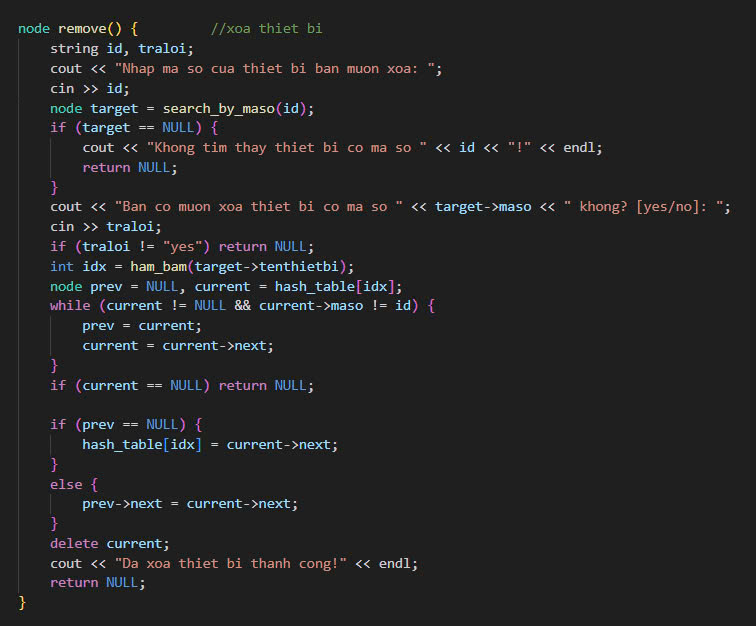 node remove() {         //xoa thiet bi
    string id, traloi;
    cout << "Nhap ma so cua thiet bi ban muon xoa: ";
    cin >> id;
    node target = search_by_maso(id);
    if (target == NULL) {
        cout << "Khong tim thay thiet bi co ma so " << id << "!" << endl;
        return NULL;
    }
    cout << "Ban co muon xoa thiet bi co ma so " << target->maso << " khong? [yes/no]: ";
    cin >> traloi;
    if (traloi != "yes") return NULL;
    int idx = ham_bam(target->tenthietbi);
    node prev = NULL, current = hash_table[idx];
    while (current != NULL && current->maso != id) {
        prev = current;
        current = current->next;
    }
    if (current == NULL) return NULL;

    if (prev == NULL) {
        hash_table[idx] = current->next;
    }
    else {
        prev->next = current->next;
    }
    delete current;
    cout << "Da xoa thiet bi thanh cong!" << endl;
    return NULL;
}